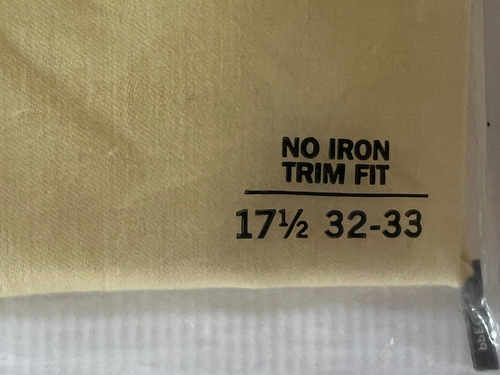 NO IRON
TRIM FIT
17½ 32-33